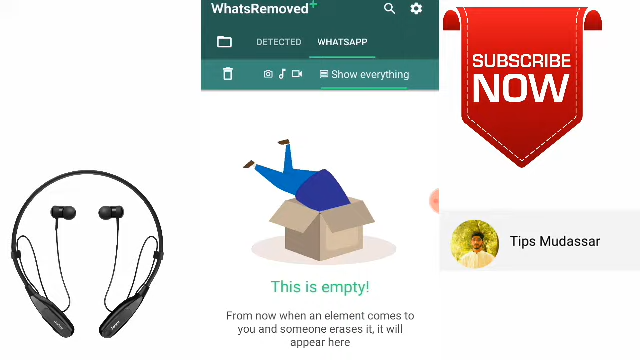 WhatsRemoved+
DETECTED
WHATSAPP
Show everything
This is empty!
From now when an element comes to
you and someone erases it, it will
appear here
SUBSCRIBE
NOW
Tips Mudassar